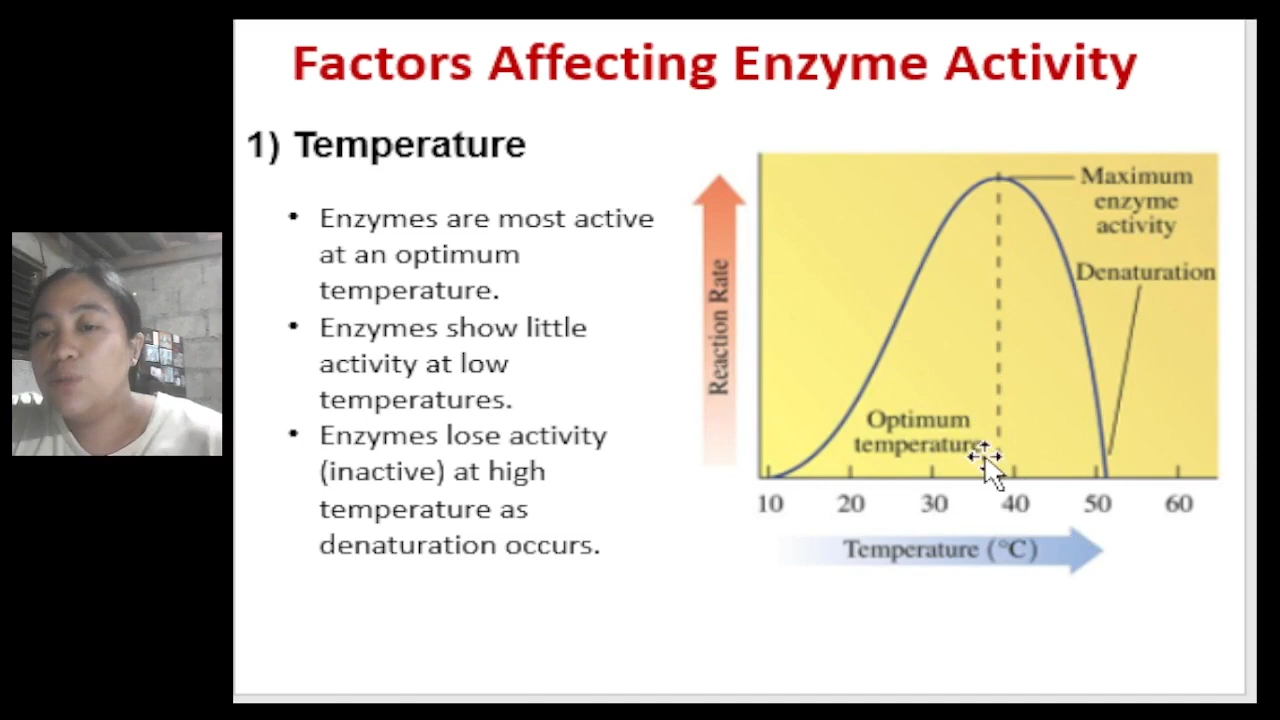 Factors Affecting Enzyme Activity
1) Temperature
• Enzymes are most active
at an optimum
temperature.
• Enzymes show little
activity at low
temperatures.
• Enzymes lose activity
(inactive) at high
temperature as
denaturation occurs.
Reaction Rate
Maximum
enzyme
activity
Denaturation
Optimum
temperature
10 20 30 40 50 60
Temperature (°C)